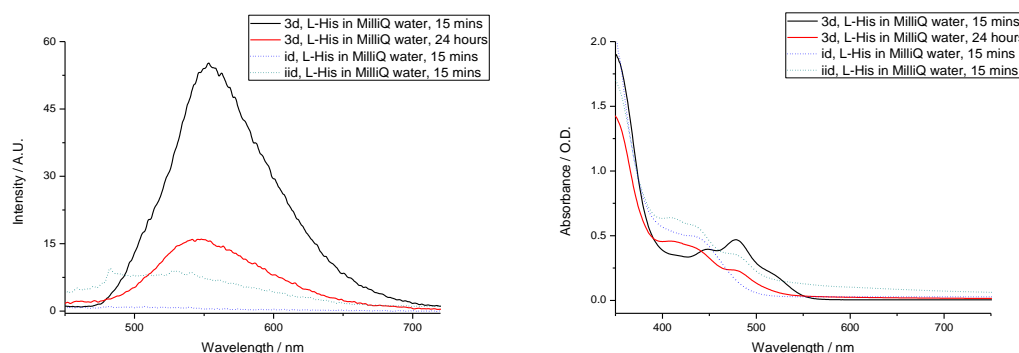 3d, L-His in MilliQ water, 15 mins
3d, L-His in MilliQ water, 24 hours
id, L-His in MilliQ water, 15 mins
iid, L-His in MilliQ water, 15 mins
60
45
30
15
0
Intensity / A.U.
500
600
700
Wavelength / nm
3d, L-His in MilliQ water, 15 mins
3d, L-His in MilliQ water, 24 hours
id, L-His in MilliQ water, 15 mins
iid, L-His in MilliQ water, 15 mins
2.0
1.5
1.0
0.5
0.0
Absorbance / O.D.
400
500
600
700
Wavelength / nm